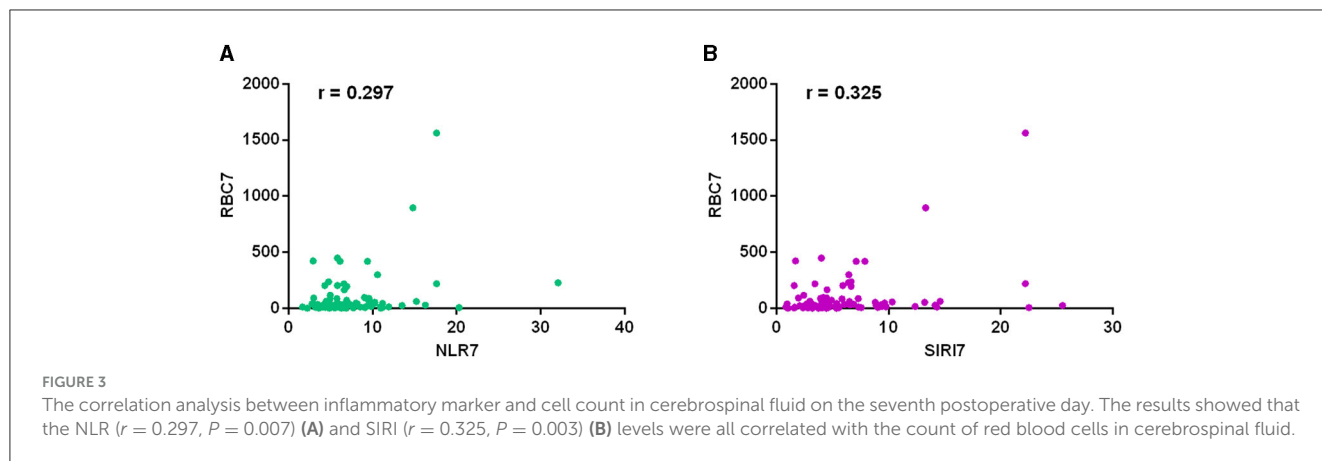 A
r = 0.297
2000
1500
1000
500
0
RBC7
0 10 20 30 40
NLR7
B
r = 0.325
2000
1500
1000
500
0
RBC7
0 10 20 30
SIRI7
FIGURE 3
The correlation analysis between inflammatory marker and cell count in cerebrospinal fluid on the seventh postoperative day. The results showed that
the NLR (r = 0.297, P = 0.007) (A) and SIRI (r = 0.325, P = 0.003) (B) levels were all correlated with the count of red blood cells in cerebrospinal fluid.